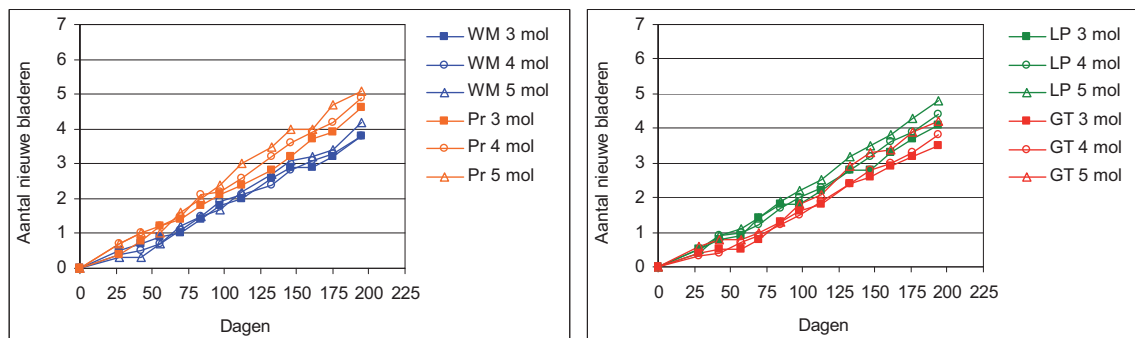 Aantal nieuwe bladeren
7
6
5
4
3
2
1
0
0 25 50 75 100 125 150 175 200 225
Dagen
WM 3 mol
WM 4 mol
WM 5 mol
Pr 3 mol
Pr 4 mol
Pr 5 mol
Aantal nieuwe bladeren
7
6
5
4
3
2
1
0
0 25 50 75 100 125 150 175 200 225
Dagen
LP 3 mol
LP 4 mol
LP 5 mol
GT 3 mol
GT 4 mol
GT 5 mol